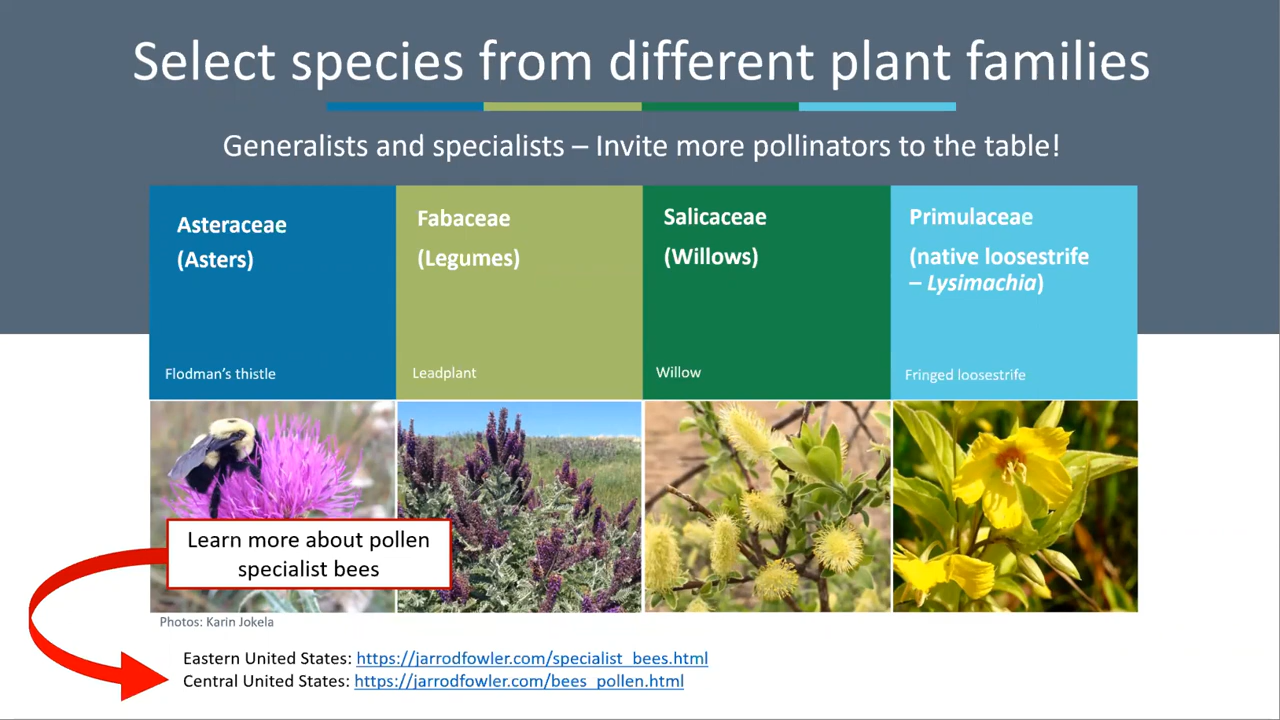 Select species from different plant families
Generalists and specialists – Invite more pollinators to the table!
Asteraceae
(Asters)
Flodman's thistle
Fabaceae
(Legumes)
Leadplant
Salicaceae
(Willows)
Willow
Primulaceae
(native loosestrife
– Lysimachia)
Fringed loosestrife
Learn more about pollen
specialist bees
Photos: Karin Jokela
Eastern United States: https://jarrodfowler.com/specialist_bees.html
Central United States: https://jarrodfowler.com/bees_pollen.html